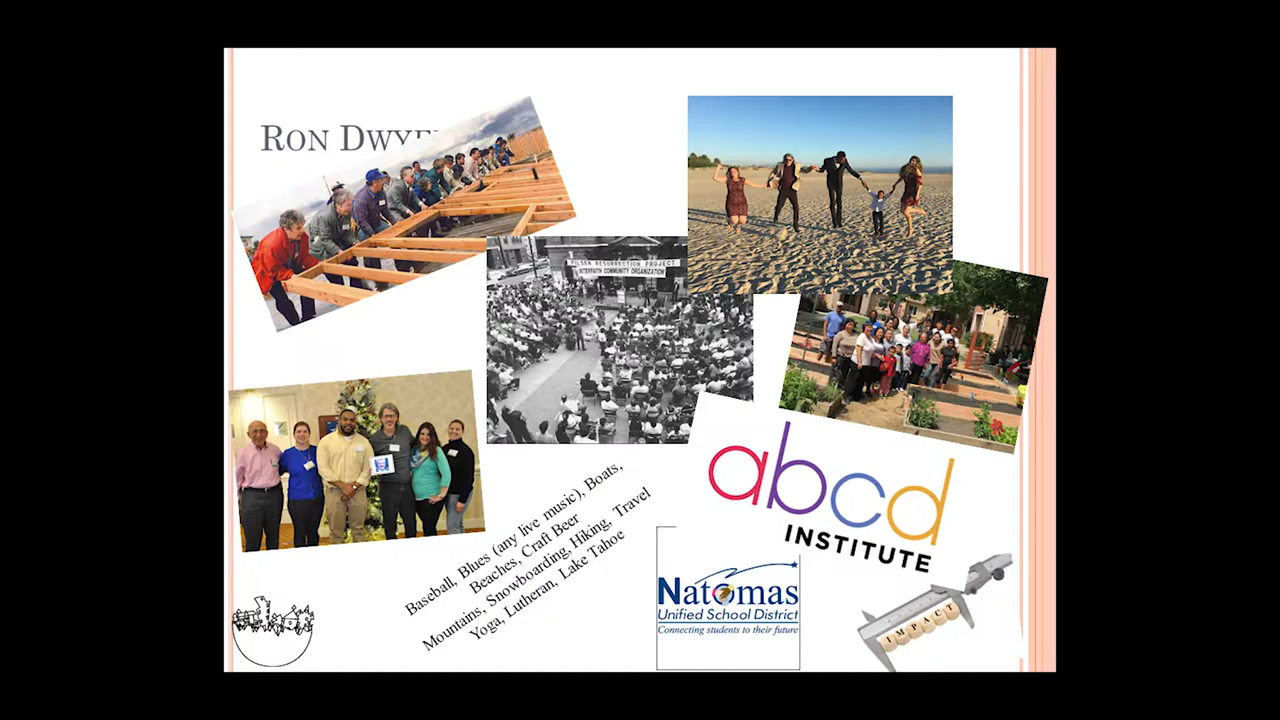 RON
PILSEN RESURRECTION PROJECT
INTERFAITH COMMUNITY ORGANIZATION
Baseball, Blues (any live music), Boats,
Beaches, Craft Beer
Mountains, Snowboarding, Hiking, Travel
Yoga, Lutheran, Lake Tahoe
abcd
INSTITUTE
Natomas
Unified School District
Connecting students to their future
IMPACT